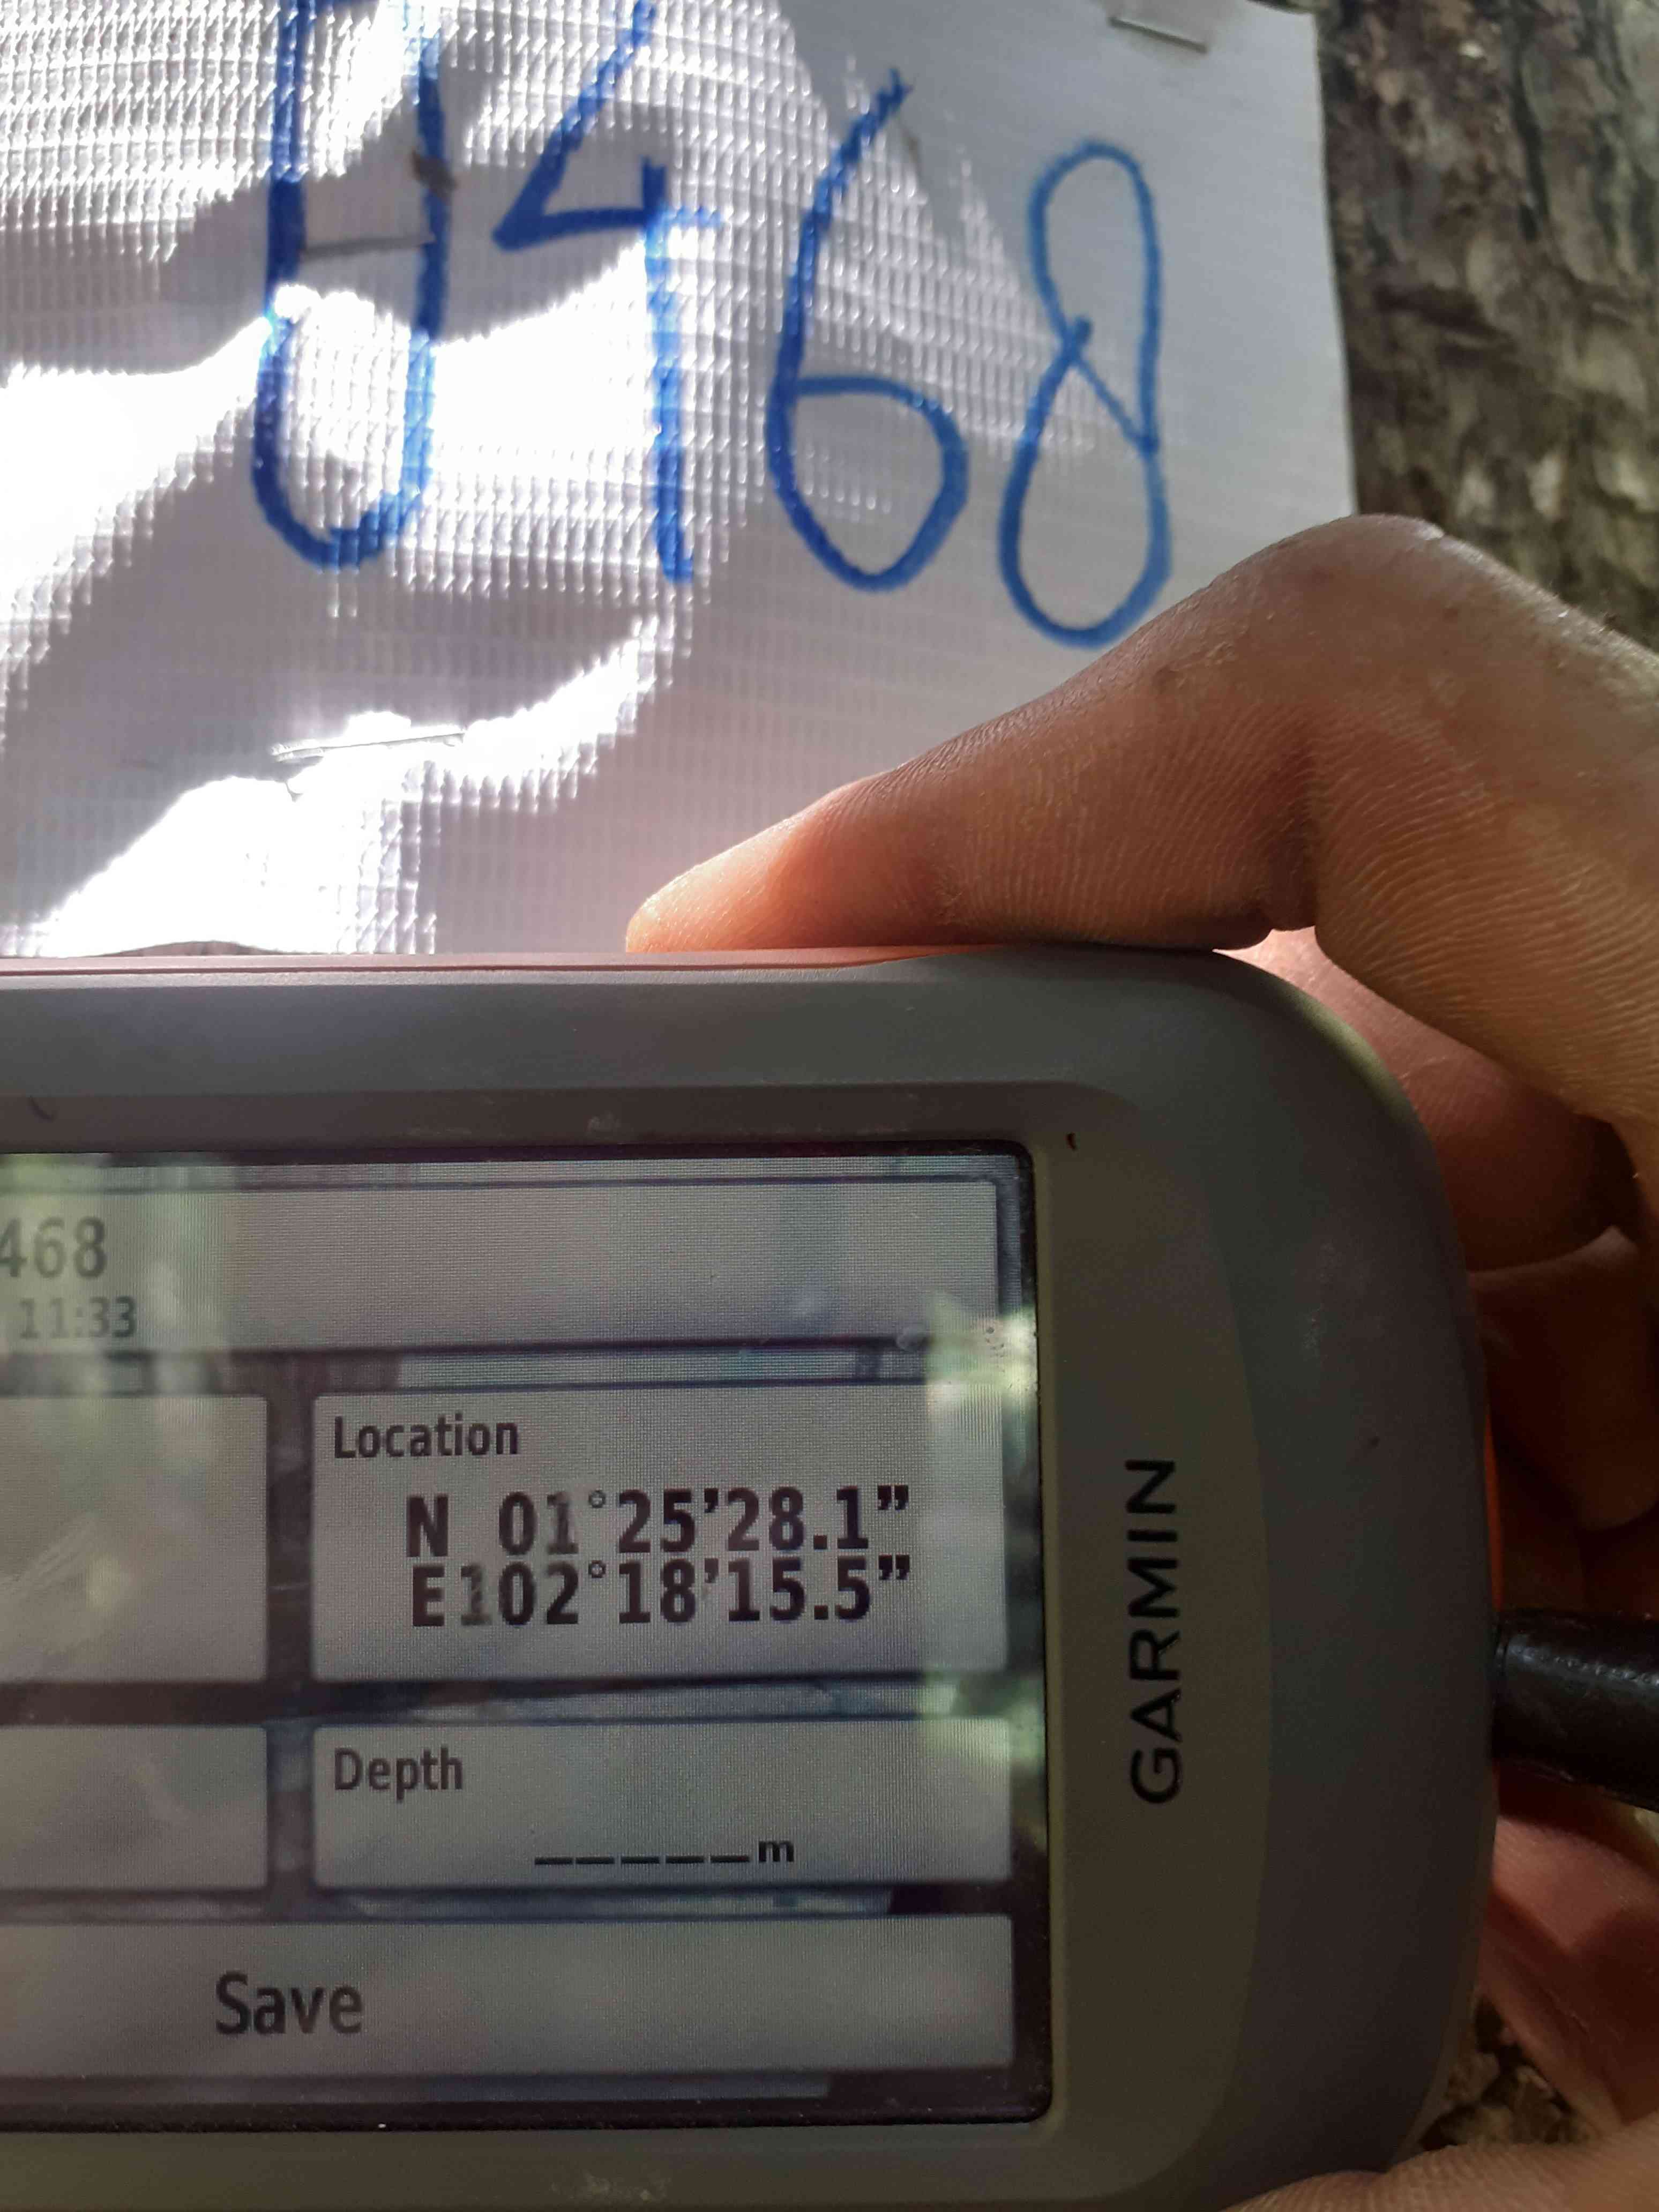 0468
468
11:33
Location
N 01°25'28.1"
E102°18'15.5"
Depth
_____m
Save
GARMIN